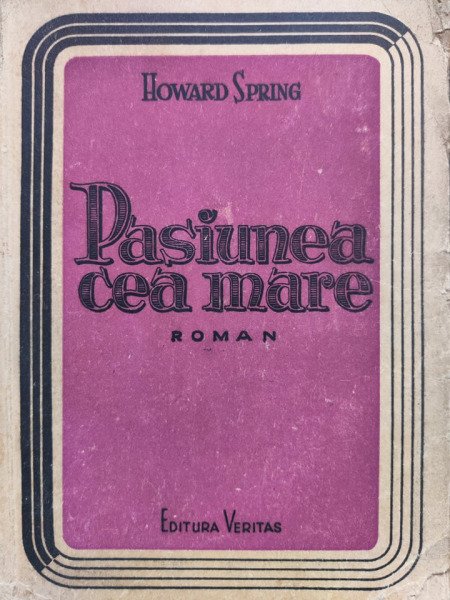 HOWARD SPRING
Pasiunea
cea mare
ROMAN
EDITURA VERITAS